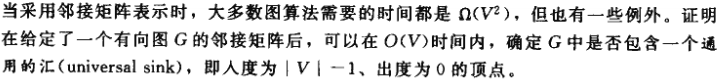 当采用邻接矩阵表示时，大多数图算法需要的时间都是 Ω(V²)，但也有一些例外。证明
在给定了一个有向图 G 的邻接矩阵后，可以在 O(V)时间内，确定 G 中是否包含一个通
用的汇(universal sink)，即入度为 | V | −1、出度为 0 的顶点。